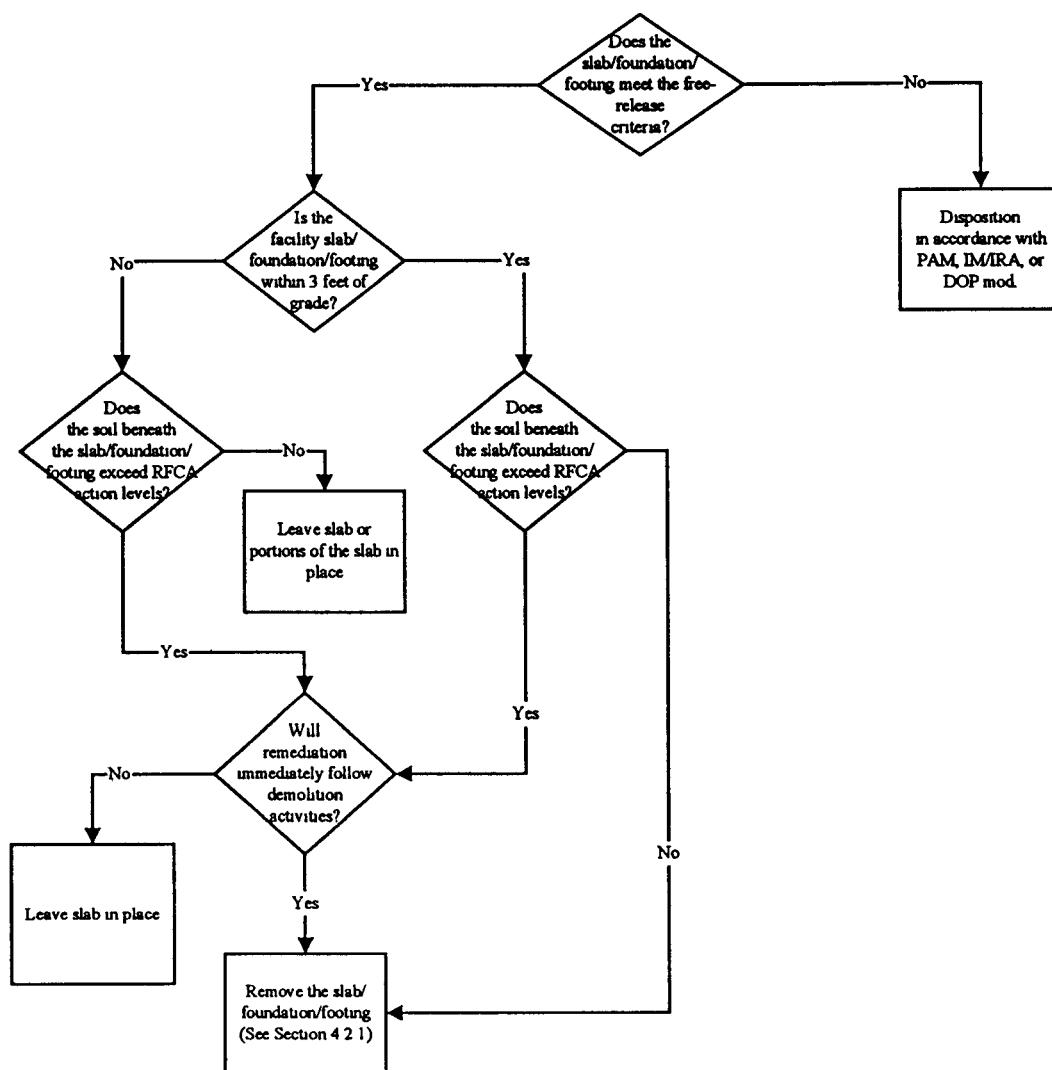 Does the
slab/foundation/
footing meet the free-
release
criteria?
Yes
No
Is the
facility slab/
foundation/footing
within 3 feet of
grade?
Disposition
in accordance with
PAM, IM/IRA, or
DOP mod.
No
Yes
Does
the soil beneath
the slab/foundation/
footing exceed RFCA
action levels?
No
Does
the soil beneath
the slab/foundation/
footing exceed RFCA
action levels?
Leave slab or
portions of the slab in
place
Yes
Yes
Will
remediation
immediately follow
demolition
activities?
No
No
Leave slab in place
Yes
Remove the slab/
foundation/footing
(See Section 4 2 1)